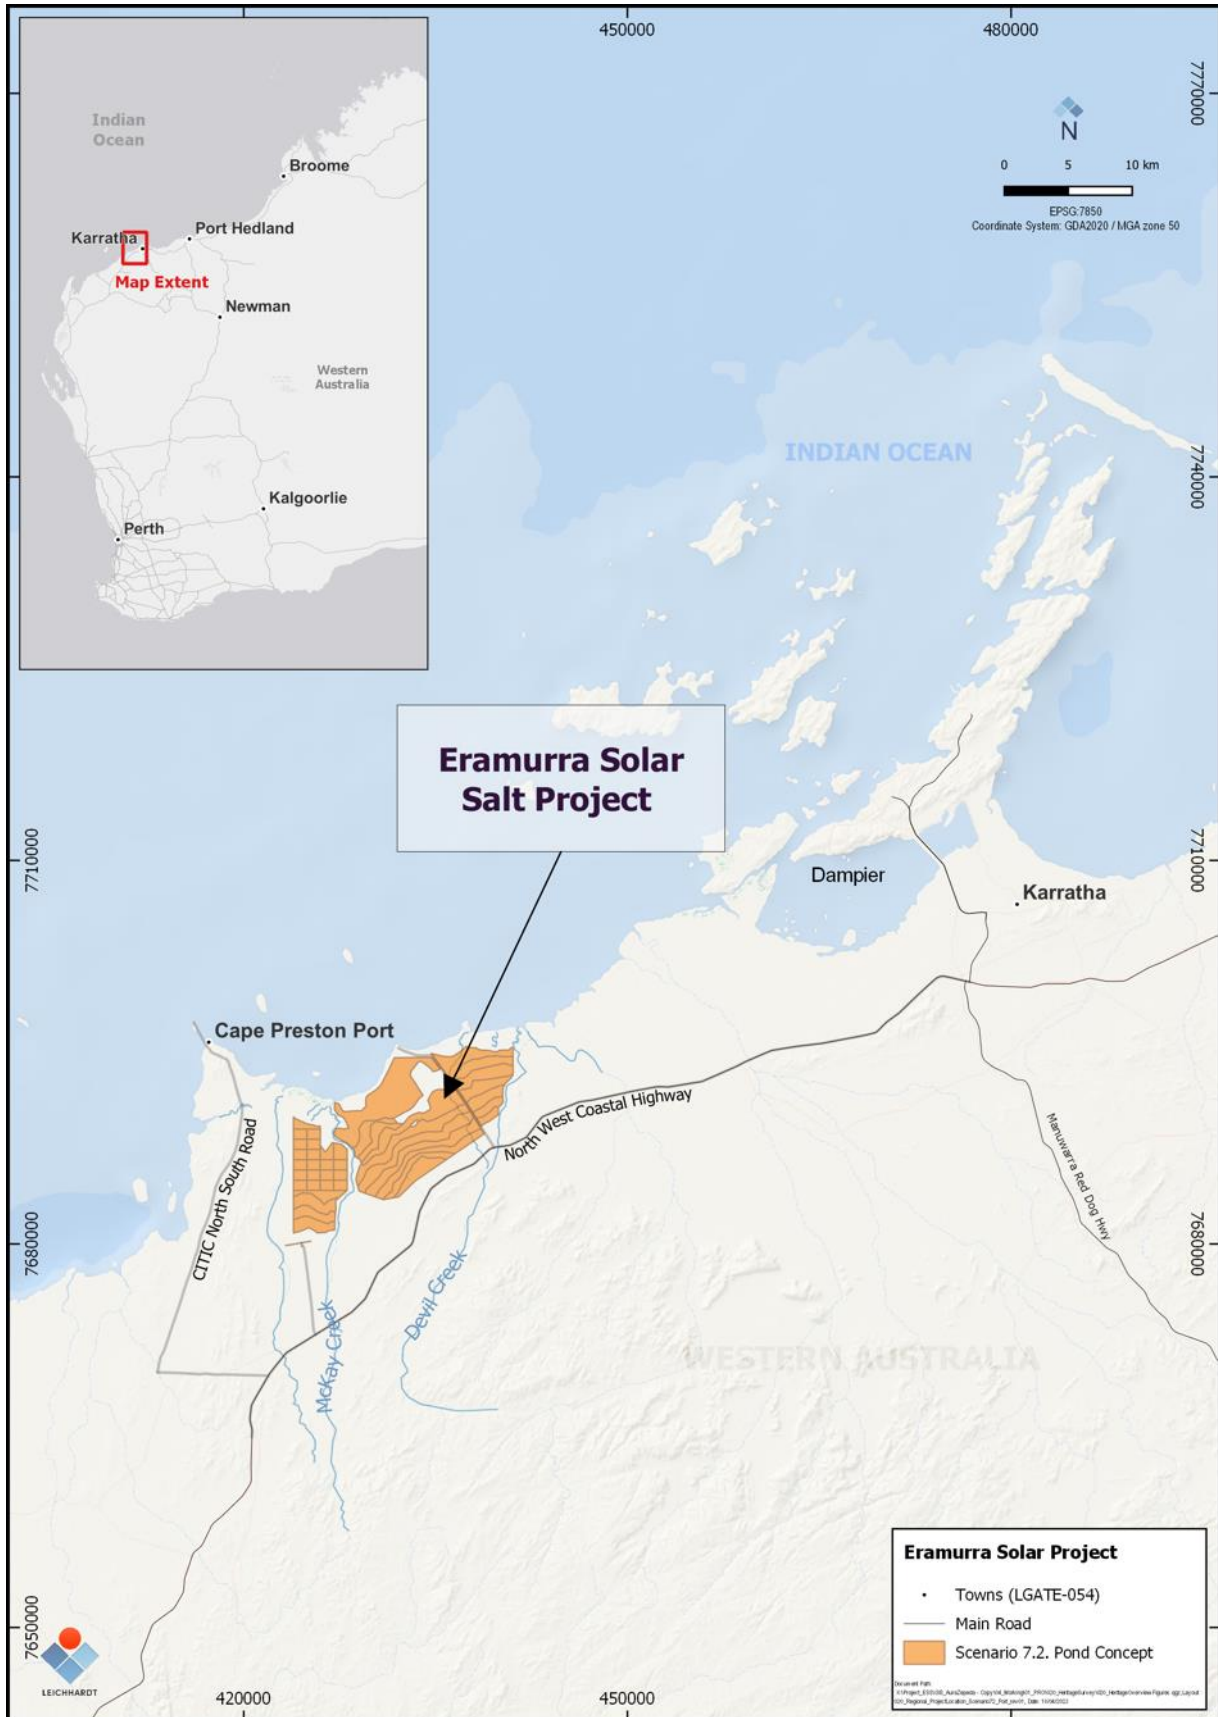 450000
480000
7770000
Indian
Ocean
Broome
Karratha
Port Hedland
Map Extent
Newman
Western
Australia
Kalgoorlie
Perth
N
0 5 10 km
EPSG:7850
Coordinate System: GDA2020 / MGA zone 50
INDIAN OCEAN
7740000
Eramurra Solar
Salt Project
7710000
7710000
Dampier
Karratha
Cape Preston Port
North West Coastal Highway
CITIC North South Road
Manuwarra Red Dog Hwy
7680000
7680000
Devil Creek
McKay Creek
WESTERN AUSTRALIA
7650000
LEICHHARDT
420000
450000
Eramurra Solar Project
Towns (LGATE-054)
Main Road
Scenario 7.2. Pond Concept
Document Path: